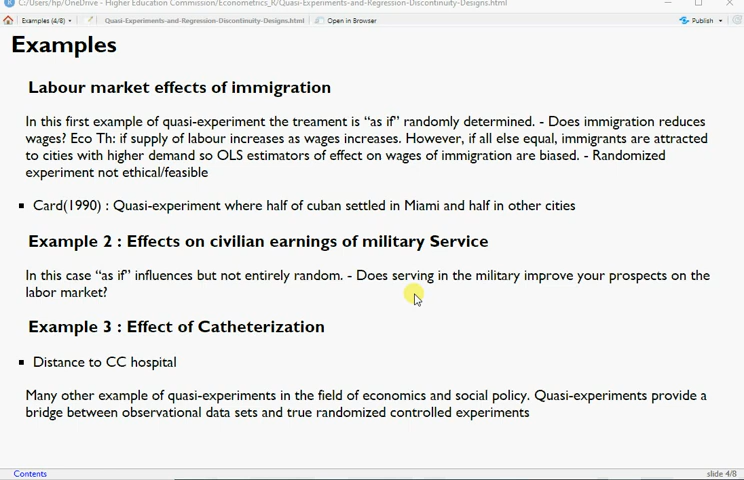 C:/Users/hp/OneDrive - Higher Education Commission/Econometrics_R/Quasi-Experiments-and-Regression-Discontinuity-Designs.html
Examples (4/8) Quasi-Experiments-and-Regression-Discontinuity-Designs.html Open in Browser Publish
Examples
Labour market effects of immigration
In this first example of quasi-experiment the treament is “as if” randomly determined. - Does immigration reduces
wages? Eco Th: if supply of labour increases as wages increases. However, if all else equal, immigrants are attracted
to cities with higher demand so OLS estimators of effect on wages of immigration are biased. - Randomized
experiment not ethical/feasible
▪ Card(1990) : Quasi-experiment where half of cuban settled in Miami and half in other cities
Example 2 : Effects on civilian earnings of military Service
In this case “as if” influences but not entirely random. - Does serving in the military improve your prospects on the
labor market?
Example 3 : Effect of Catheterization
▪ Distance to CC hospital
Many other example of quasi-experiments in the field of economics and social policy. Quasi-experiments provide a
bridge between observational data sets and true randomized controlled experiments
Contents slide 4/8